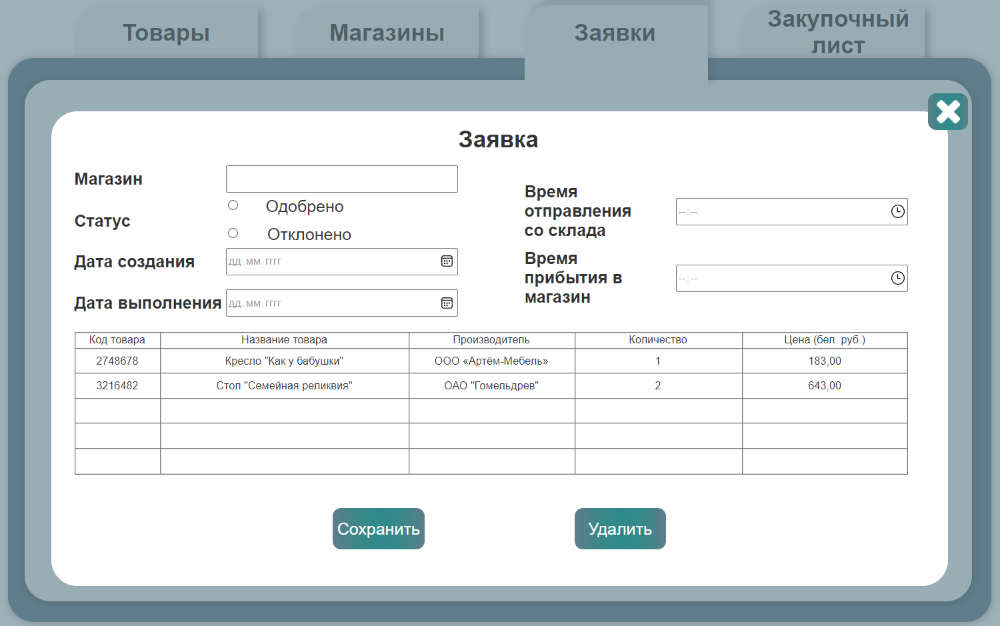 Товары
Магазины
Заявки
Закупочный
лист
Заявка
Магазин
Статус
Одобрено
Отклонено
Дата создания
дд.мм.гггг
Дата выполнения
дд.мм.гггг
Время
отправления
со склада
--:--
Время
прибытия в
магазин
--:--
Код товара Название товара Производитель Количество Цена (бел. руб.)
2748678 Кресло "Как у бабушки" ООО «Артём-Мебель» 1 183,00
3216482 Стол "Семейная реликвия" ОАО "Гомельдрев" 2 643,00
Сохранить
Удалить